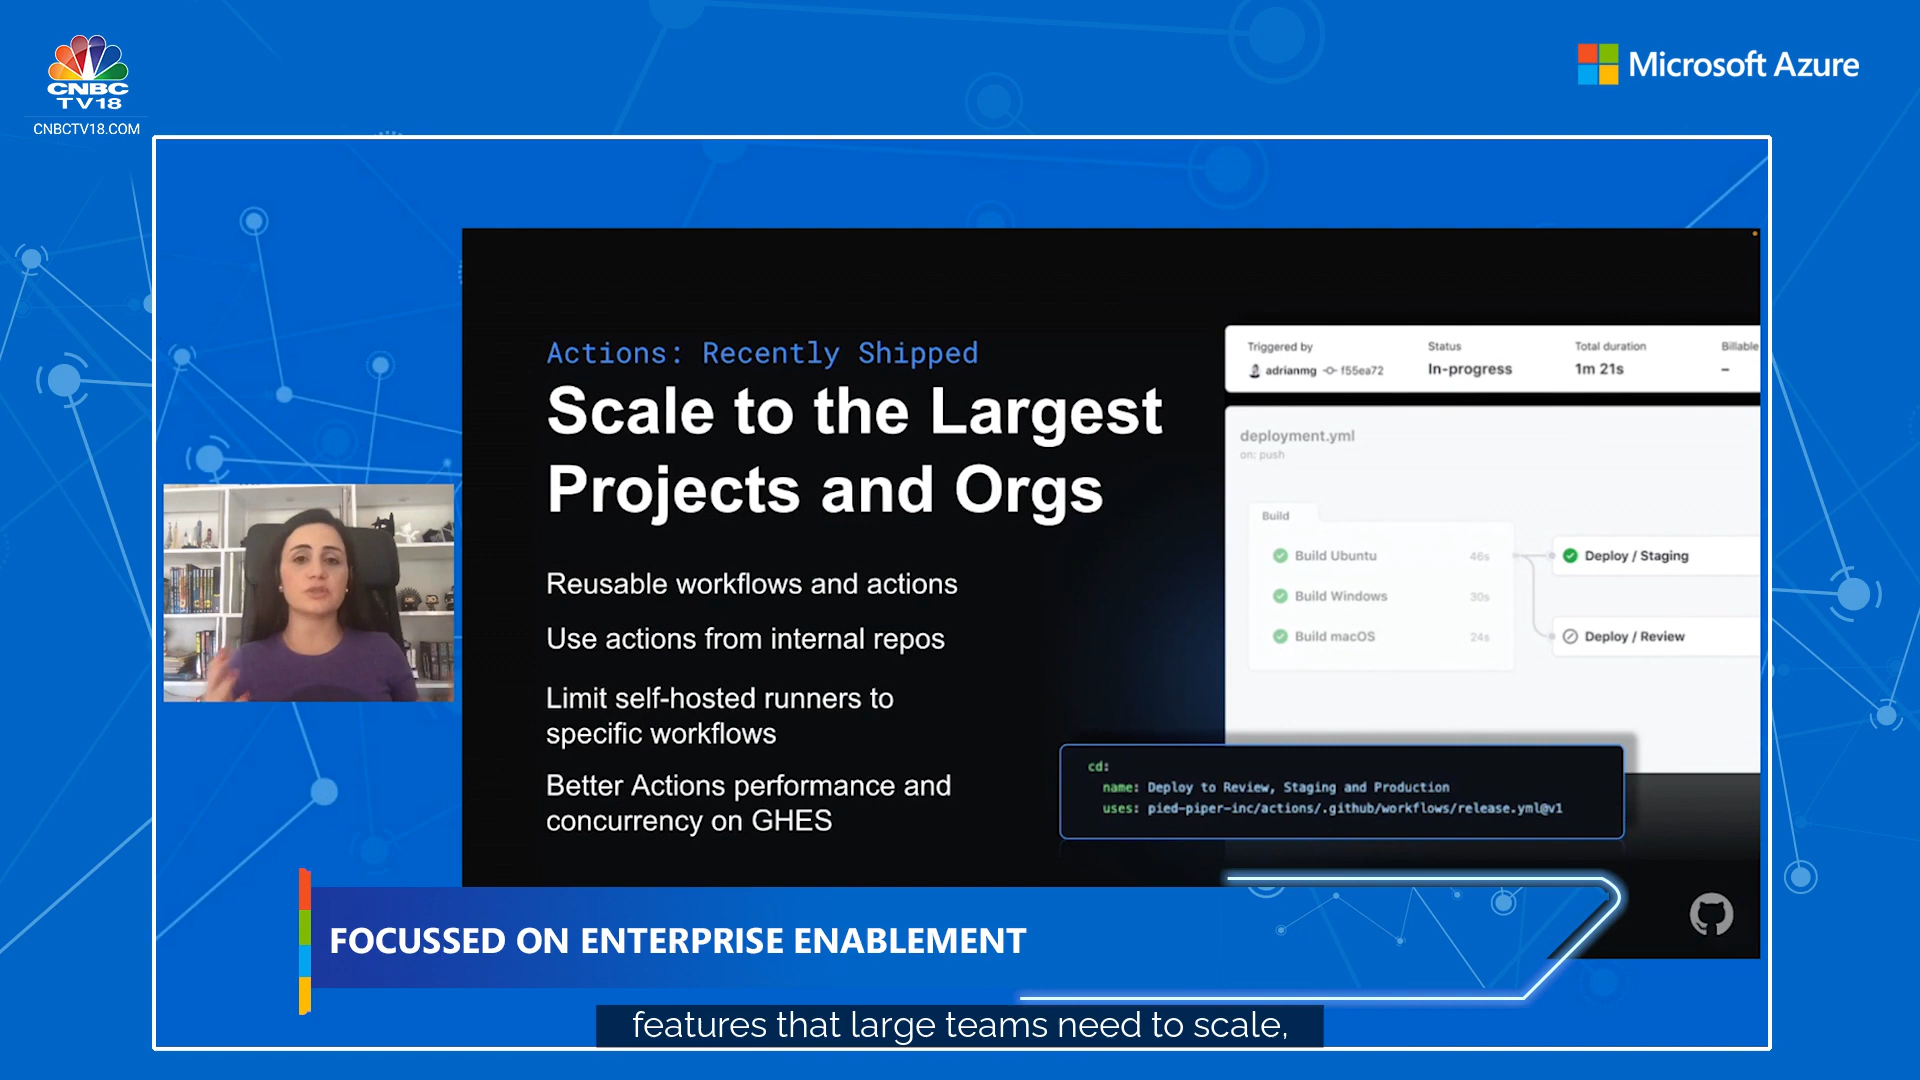 CNBC
TV18
CNBCTV18.COM
Microsoft Azure
Actions: Recently Shipped
Scale to the Largest
Projects and Orgs
Reusable workflows and actions
Use actions from internal repos
Limit self-hosted runners to
specific workflows
Better Actions performance and
concurrency on GHES
Triggered by
adrianmg f55ea72
Status
In-progress
Total duration
1m 21s
Billable
–
deployment.yml
on: push
Build
Build Ubuntu 46s
Build Windows 30s
Build macOS 24s
Deploy / Staging
Deploy / Review
cd:
name: Deploy to Review, Staging and Production
uses: pied-piper-inc/actions/.github/workflows/release.yml@v1
FOCUSSED ON ENTERPRISE ENABLEMENT
features that large teams need to scale,